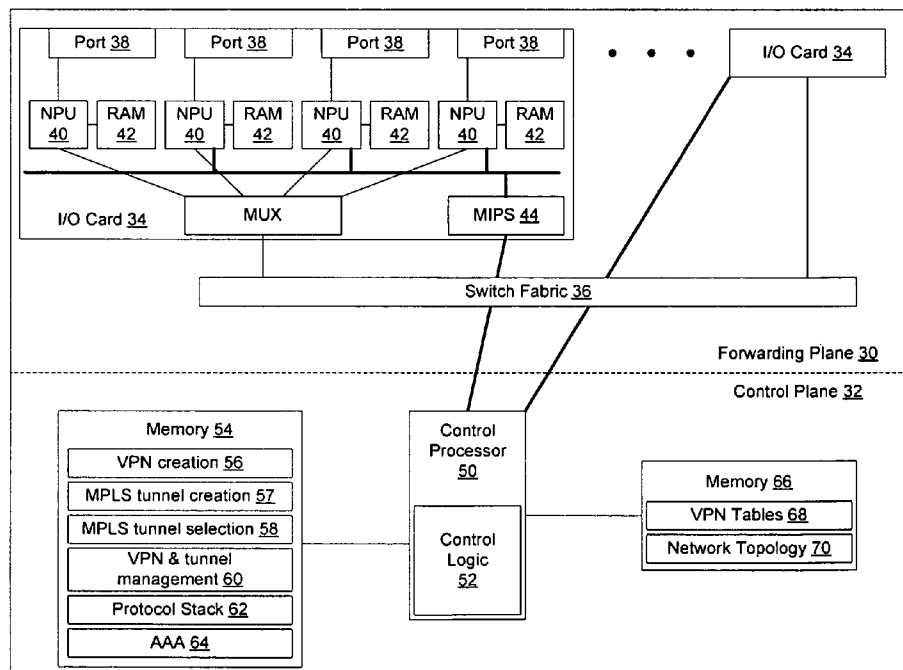 Port 38 Port 38 Port 38 Port 38
I/O Card 34
NPU 40 RAM 42 NPU 40 RAM 42 NPU 40 RAM 42 NPU 40 RAM 42
I/O Card 34
MUX
MIPS 44
Switch Fabric 36
Forwarding Plane 30
Control Plane 32
Memory 54
VPN creation 56
MPLS tunnel creation 57
MPLS tunnel selection 58
VPN & tunnel
management 60
Protocol Stack 62
AAA 64
Control
Processor
50
Control
Logic
52
Memory 66
VPN Tables 68
Network Topology 70